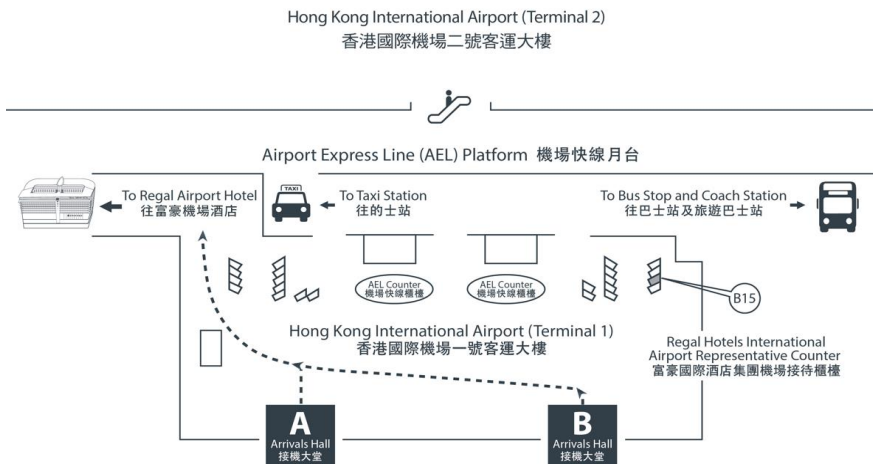 Hong Kong International Airport (Terminal 2)
香港國際機場二號客運大樓
Airport Express Line (AEL) Platform 機場快線月台
To Regal Airport Hotel
往富豪機場酒店
TAXI
To Taxi Station
往的士站
To Bus Stop and Coach Station
往巴士站及旅遊巴士站
AEL Counter
機場快線櫃檯
AEL Counter
機場快線櫃檯
B15
Hong Kong International Airport (Terminal 1)
香港國際機場一號客運大樓
Regal Hotels International
Airport Representative Counter
富豪國際酒店集團機場接待櫃檯
A
Arrivals Hall
接機大堂
B
Arrivals Hall
接機大堂